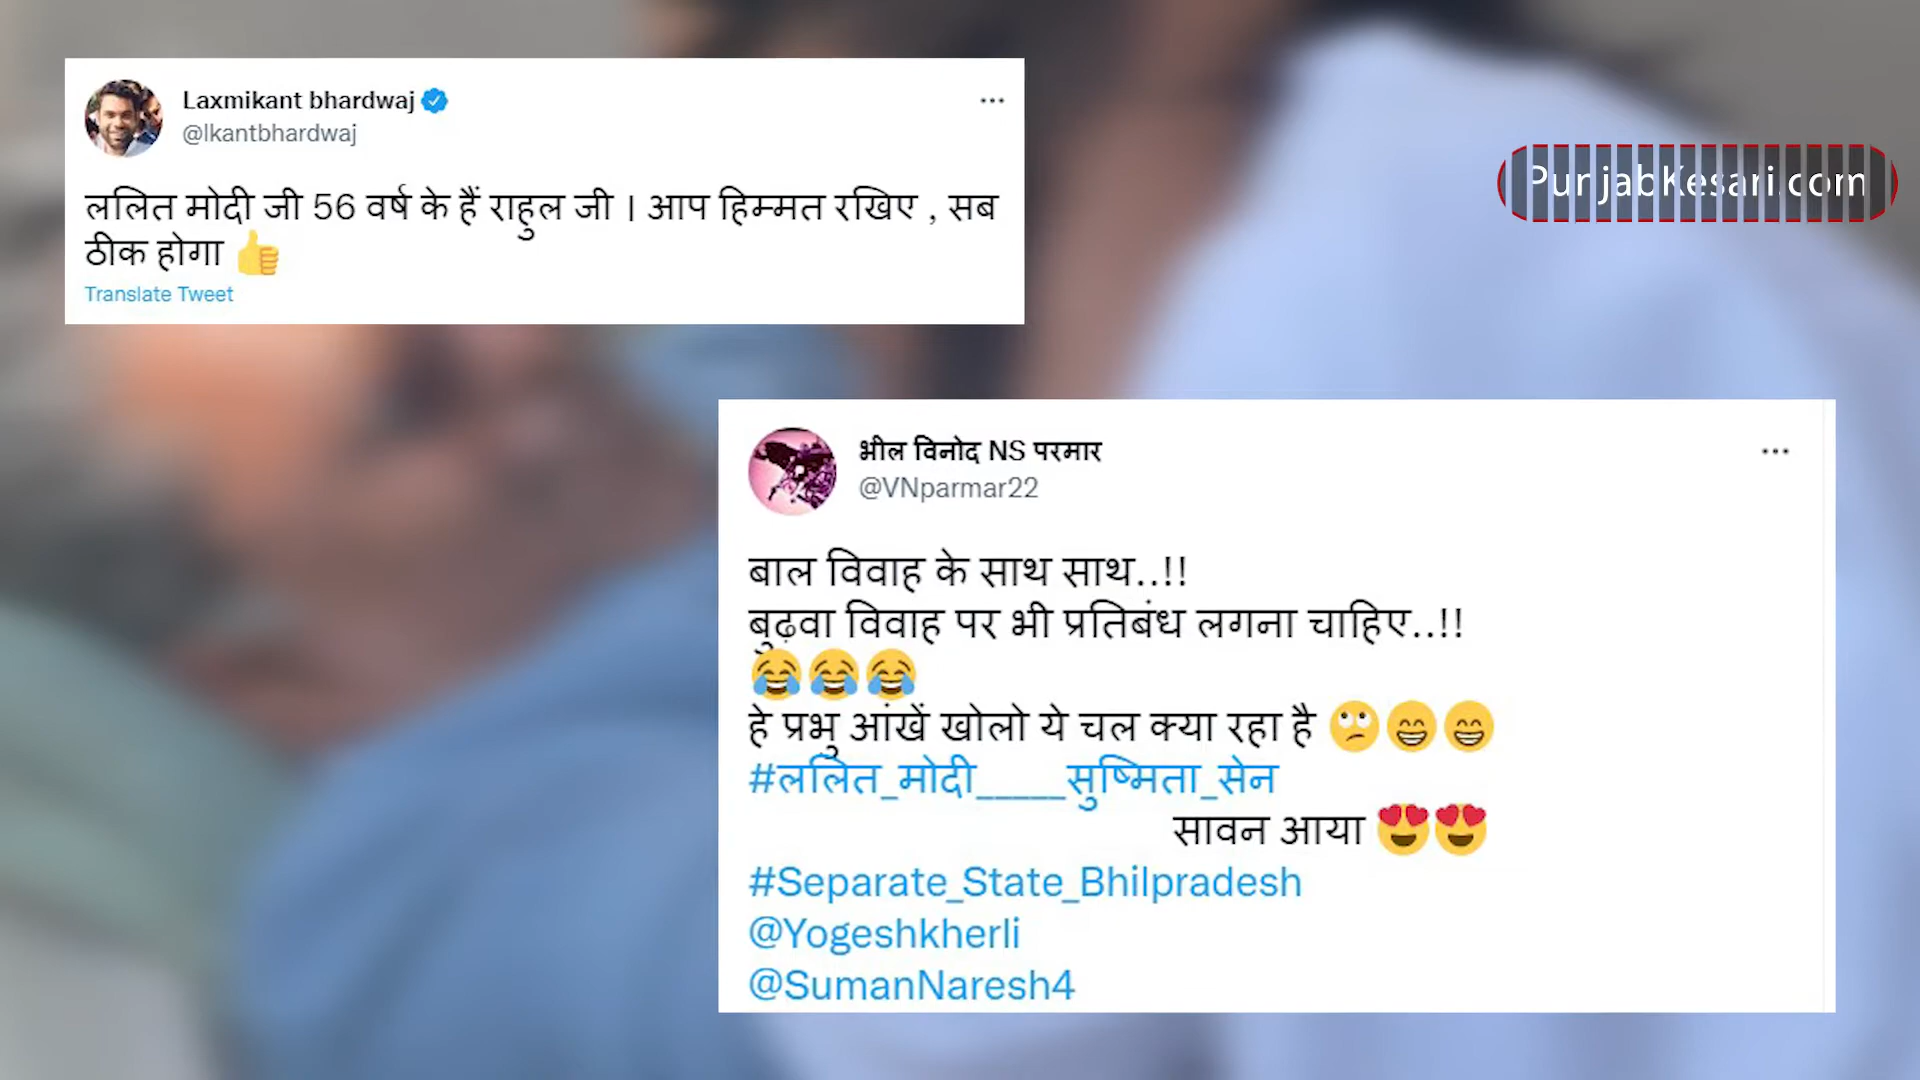 Laxmikant bhardwaj
@lkantbhardwaj
ललित मोदी जी 56 वर्ष के हैं राहुल जी । आप हिम्मत रखिए , सब
ठीक होगा 👍
Translate Tweet
PunjabKesari.com
भील विनोद NS परमार
@VNparmar22
बाल विवाह के साथ साथ..!!
बुढ़वा विवाह पर भी प्रतिबंध लगना चाहिए..!!
😂😂😂
हे प्रभु आंखें खोलो ये चल क्या रहा है 🙄😁😁
#ललित_मोदी_____सुष्मिता_सेन
सावन आया 😍😍
#Separate_State_Bhilpradesh
@Yogeshkherli
@SumanNaresh4